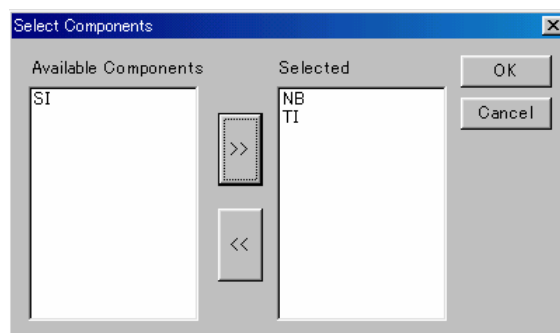 Select Components
Available Components
Selected
OK
SI
NB
TI
Cancel
>>
<<